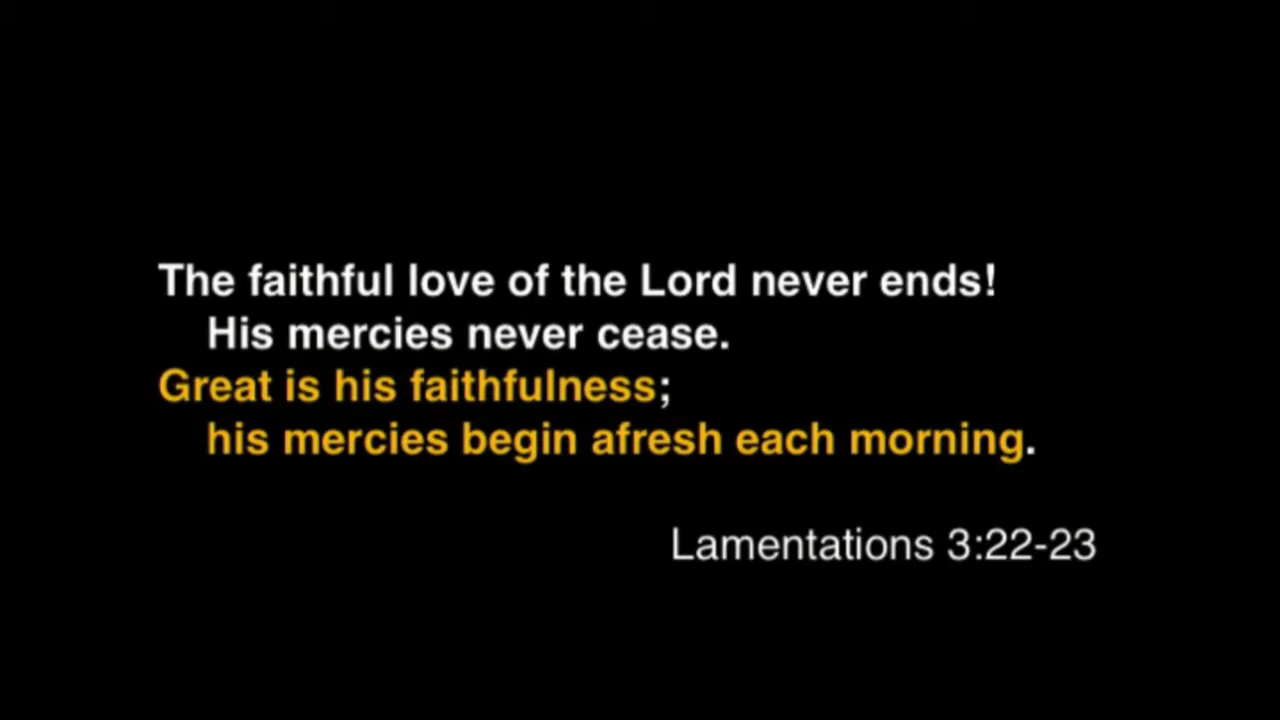 The faithful love of the Lord never ends!
His mercies never cease.
Great is his faithfulness;
his mercies begin afresh each morning.
Lamentations 3:22-23